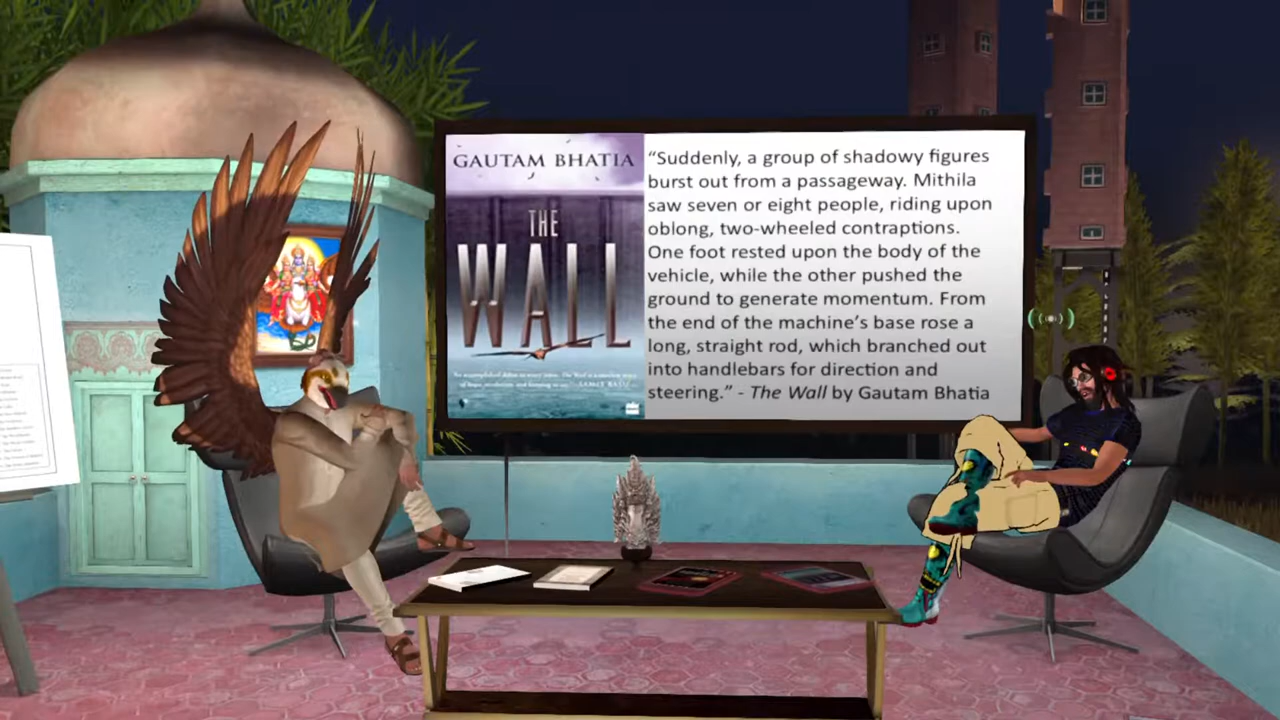 GAUTAM BHATIA
THE
WALL
SAMIT BASU
“Suddenly, a group of shadowy figures
burst out from a passageway. Mithila
saw seven or eight people, riding upon
oblong, two-wheeled contraptions.
One foot rested upon the body of the
vehicle, while the other pushed the
ground to generate momentum. From
the end of the machine’s base rose a
long, straight rod, which branched out
into handlebars for direction and
steering.” - The Wall by Gautam Bhatia